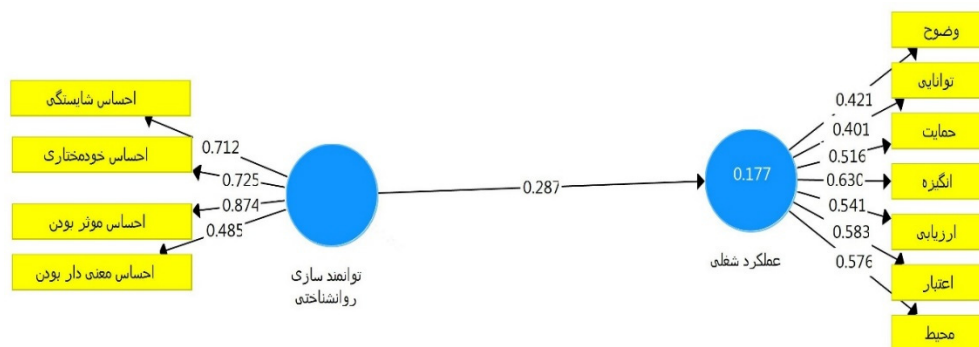 وضوح
توانایی
حمایت
انگیزه
ارزیابی
اعتبار
محیط
0.421
0.401
0.516
0.630
0.541
0.583
0.576
0.177
عملکرد شغلی
0.287
توانمند سازی
روانشناختی
0.712
0.725
0.874
0.485
احساس شایستگی
احساس خودمختاری
احساس موثر بودن
احساس معنی دار بودن